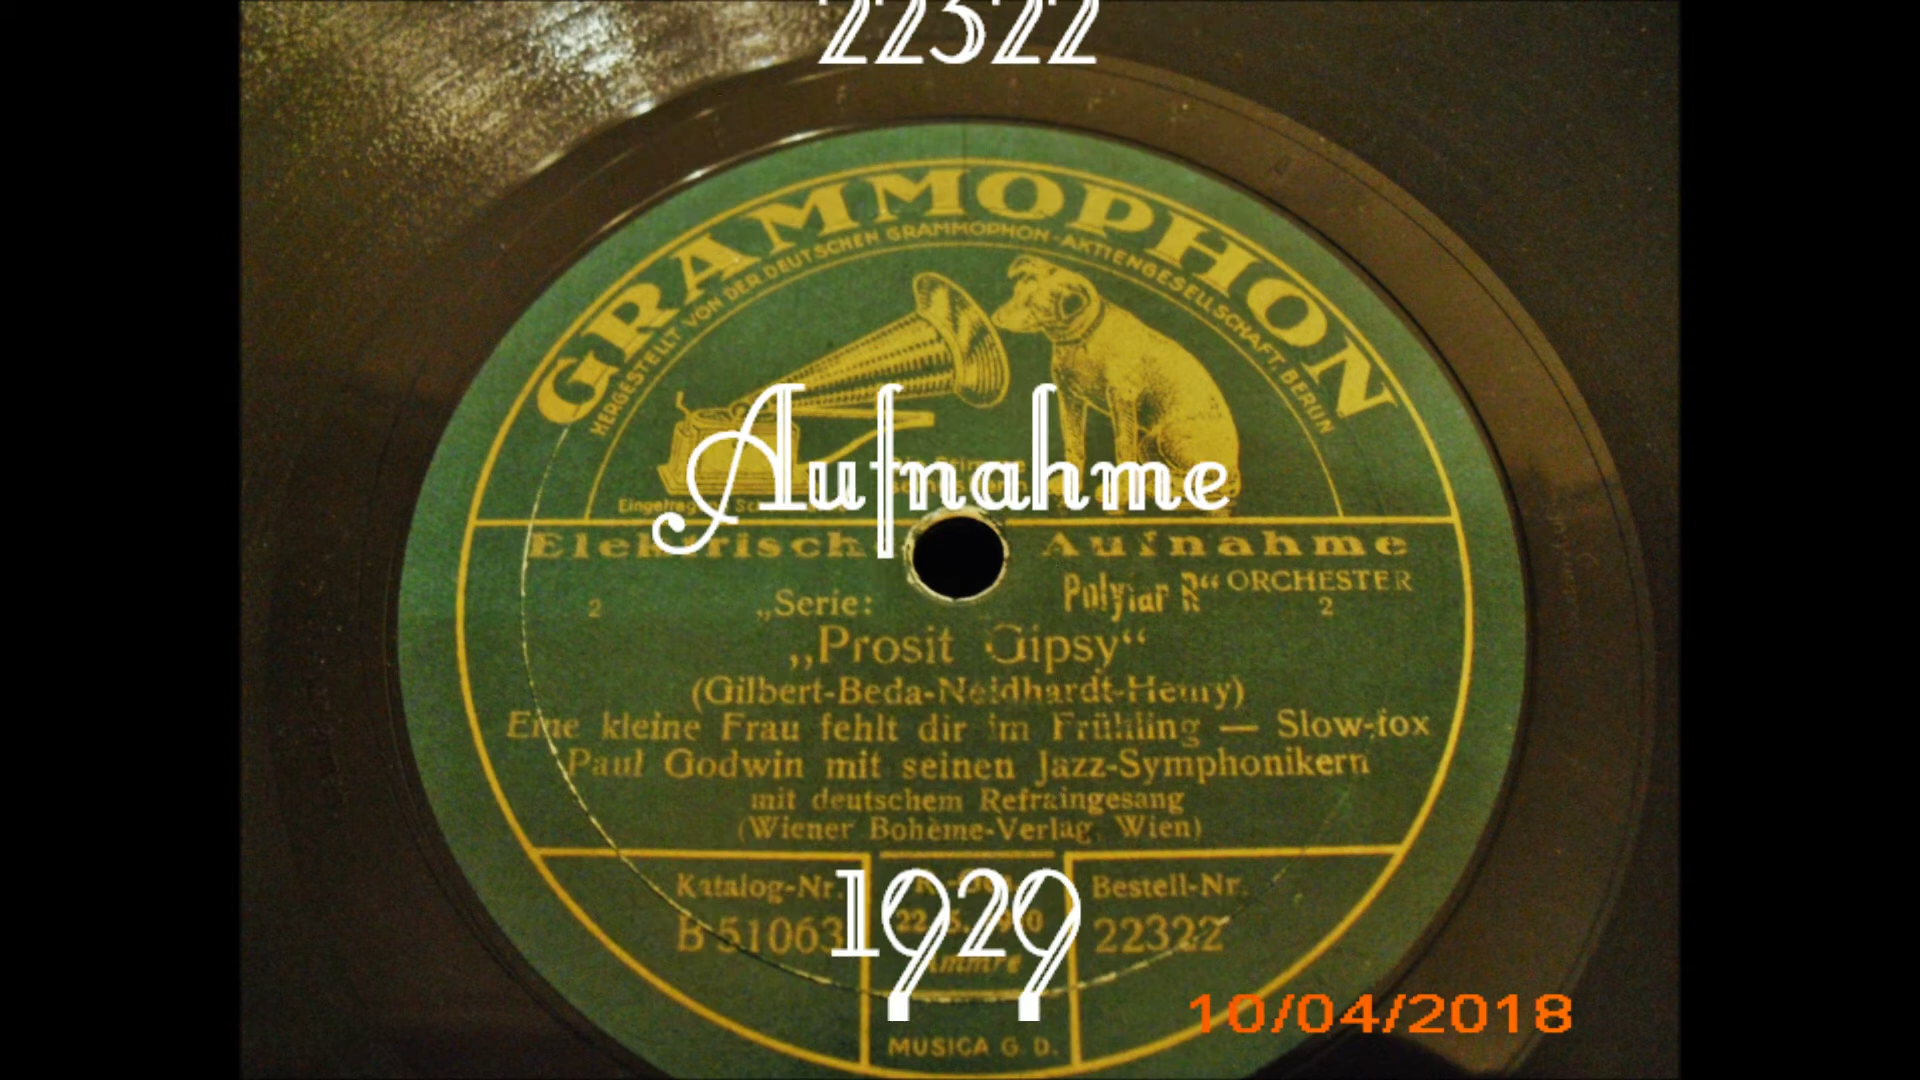 22322
GRAMMOPHON
HERGESTELLT VON DER DEUTSCHEN GRAMMOPHON-AKTIENGESELLSCHAFT, BERLIN
Aufnahme
Elektrische Aufnahme
„Serie: Polyfar R“ ORCHESTER
2 2
„Prosit Gipsy“
(Gilbert-Beda-Neidhardt-Henry)
Eine kleine Frau fehlt dir im Frühling — Slow-fox
Paul Godwin mit seinen Jazz-Symphonikern
mit deutschem Refraingesang
(Wiener Bohème-Verlag, Wien)
Katalog-Nr. Bestell-Nr.
B 51063 22322
1929
MUSICA G. D.
10/04/2018